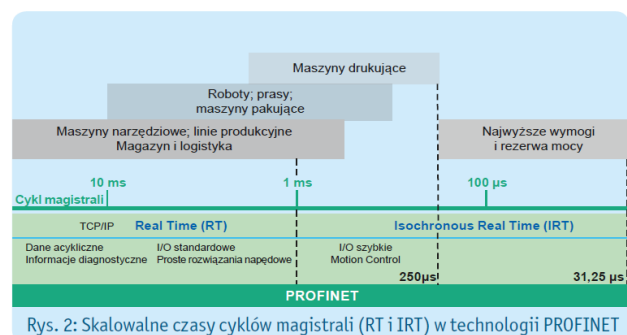 Maszyny drukujące
Roboty; prasy;
maszyny pakujące
Maszyny narzędziowe; linie produkcyjne
Magazyn i logistyka
Najwyższe wymogi
i rezerwa mocy
10 ms
1 ms
100 µs
Cykl magistrali
TCP/IP
Real Time (RT)
Isochronous Real Time (IRT)
Dane acykliczne
Informacje diagnostyczne
I/O standardowe
Proste rozwiązania napędowe
I/O szybkie
Motion Control
250µs
31,25 µs
PROFINET
Rys. 2: Skalowalne czasy cyklów magistrali (RT i IRT) w technologii PROFINET